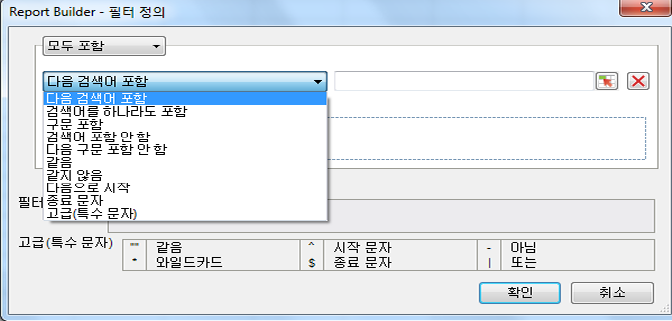 Report Builder - 필터 정의
모두 포함
다음 검색어 포함
다음 검색어 포함
검색어를 하나라도 포함
구문 포함
검색어 포함 안 함
다음 구문 포함 안 함
같음
같지 않음
다음으로 시작
종료 문자
고급(특수 문자)
필터
고급(특수 문자)
"" 같음 ^ 시작 문자 - 아님
* 와일드카드 $ 종료 문자 | 또는
확인 취소